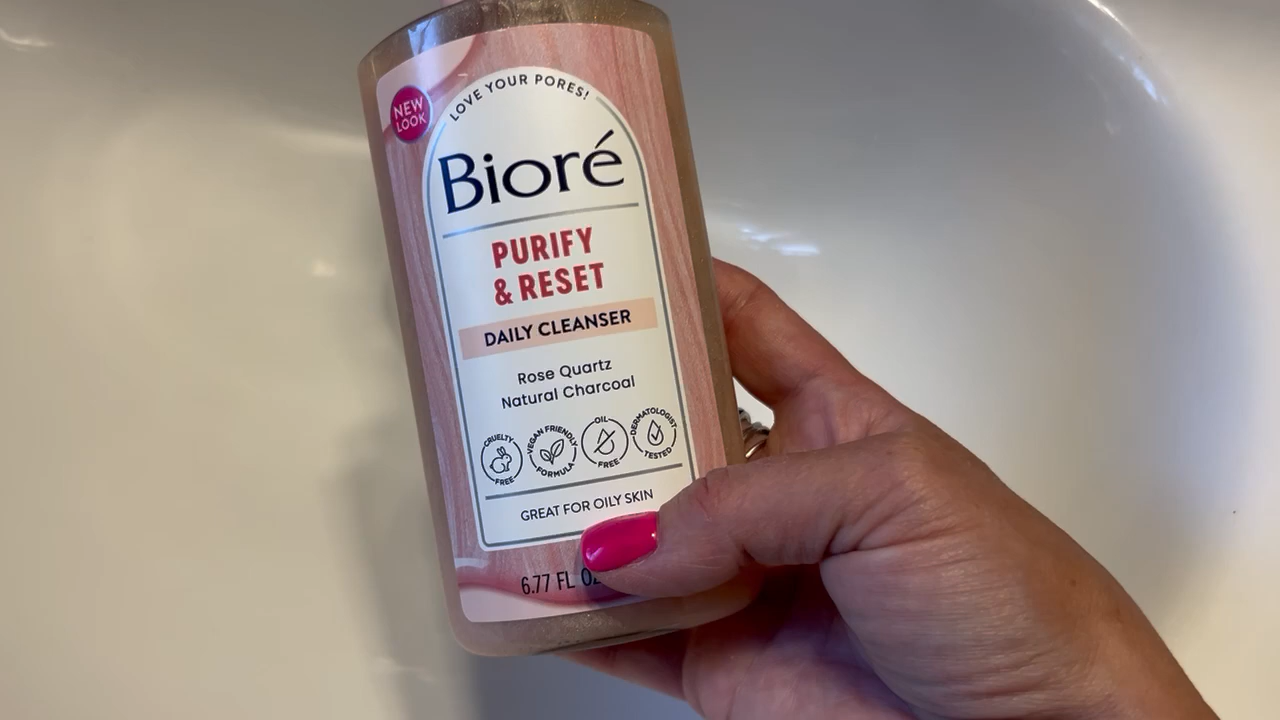 LOVE YOUR PORES!
NEW
LOOK
Bioré
PURIFY
& RESET
DAILY CLEANSER
Rose Quartz
Natural Charcoal
CRUELTY
FREE
VEGAN FRIENDLY
FORMULA
OIL
FREE
DERMATOLOGIST
TESTED
GREAT FOR OILY SKIN
6.77 FL OZ